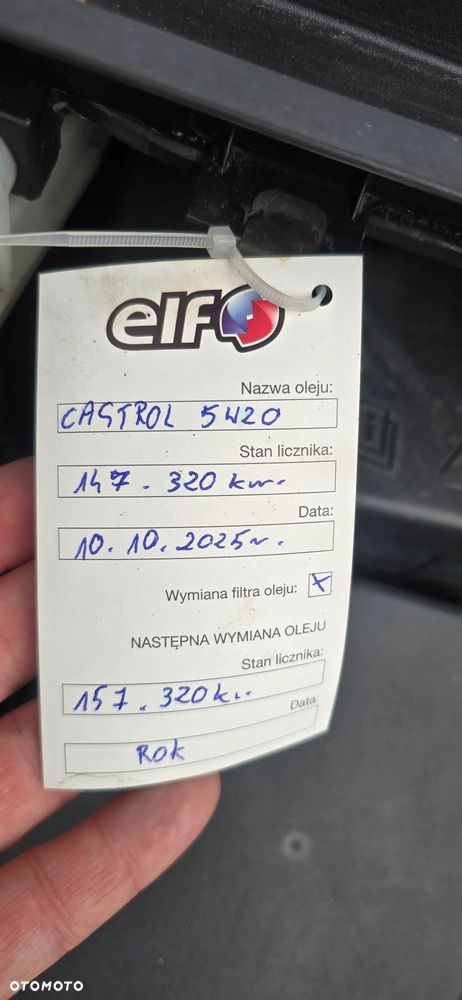 elf
Nazwa oleju:
CASTROL 5W20
Stan licznika:
147.320 km.
Data:
10.10.2025r.
Wymiana filtra oleju: X
NASTĘPNA WYMIANA OLEJU
Stan licznika:
157.320 km.
Data:
Rok
OTOMOTO